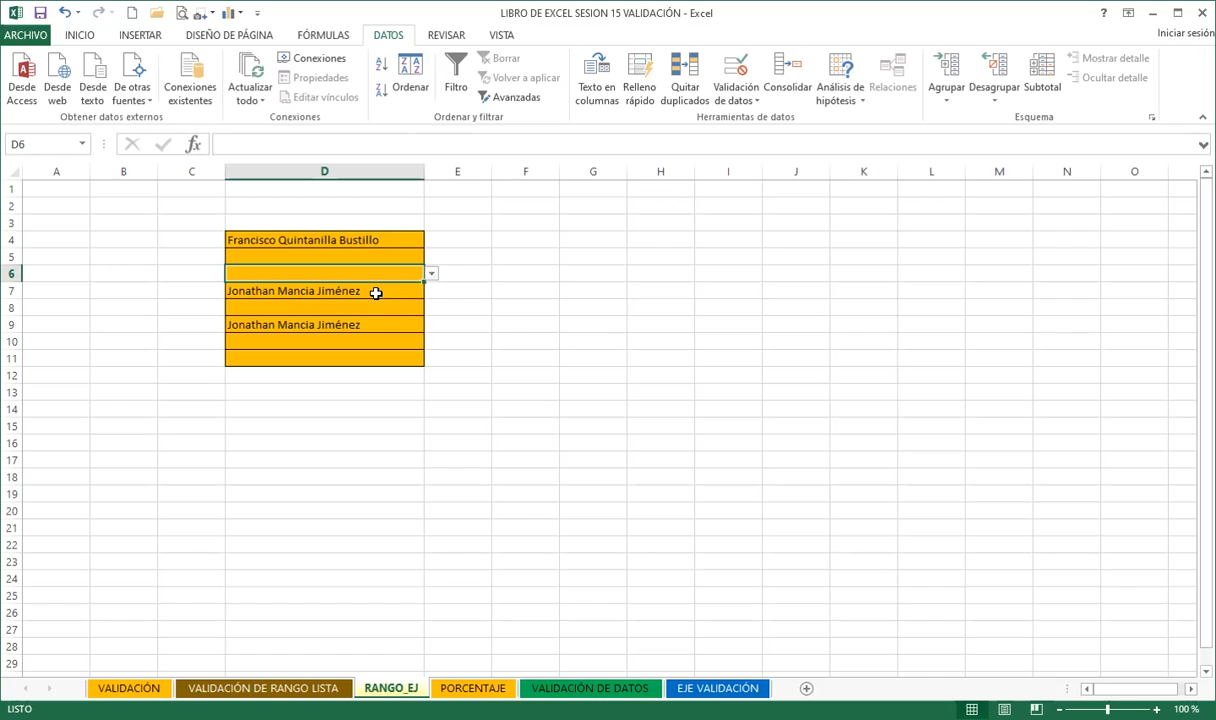 LIBRO DE EXCEL SESION 15 VALIDACIÓN - Excel
?
ARCHIVO INICIO INSERTAR DISEÑO DE PÁGINA FÓRMULAS DATOS REVISAR VISTA Iniciar sesión
Desde Access
Desde web
Desde texto
De otras fuentes
Conexiones existentes
Obtener datos externos
Actualizar todo
Conexiones
Propiedades
Editar vínculos
Conexiones
Ordenar
Filtro
Borrar
Volver a aplicar
Avanzadas
Ordenar y filtrar
Texto en columnas
Relleno rápido
Quitar duplicados
Validación de datos
Consolidar
Análisis de hipótesis
Relaciones
Herramientas de datos
Agrupar
Desagrupar
Subtotal
Mostrar detalle
Ocultar detalle
Esquema
D6 fx
A B C D E F G H I J K L M N O
1
2
3
4 Francisco Quintanilla Bustillo
5
6
7 Jonathan Mancia Jiménez
8
9 Jonathan Mancia Jiménez
10
11
12
13
14
15
16
17
18
19
20
21
22
23
24
25
26
27
28
29
VALIDACIÓN VALIDACIÓN DE RANGO LISTA RANGO_EJ PORCENTAJE VALIDACIÓN DE DATOS EJE VALIDACIÓN
LISTO 100 %